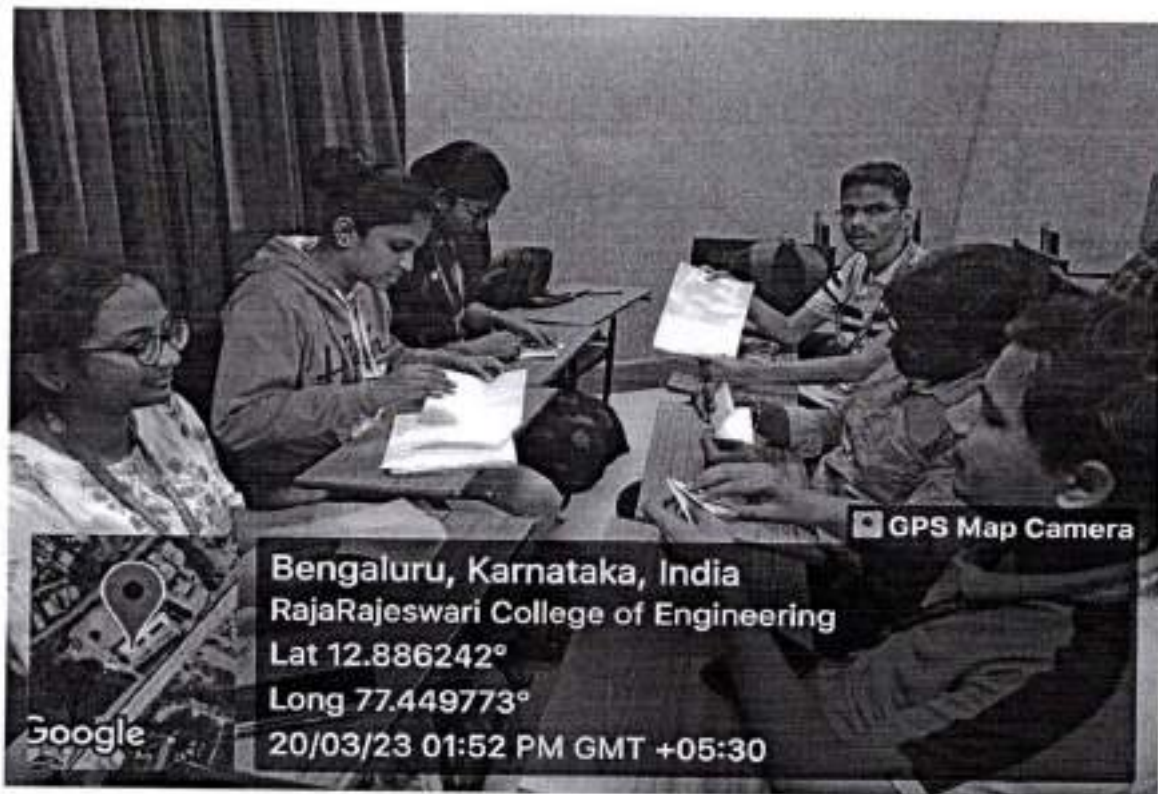 GPS Map Camera
Bengaluru, Karnataka, India
RajaRajeswari College of Engineering
Lat 12.886242°
Long 77.449773°
Google
20/03/23 01:52 PM GMT +05:30